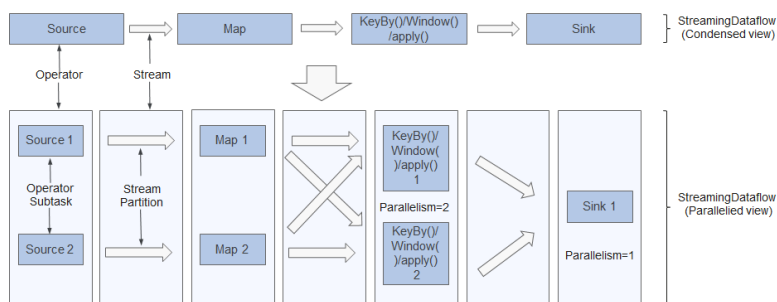 Source
Map
KeyBy()/Window()
/apply()
Sink
StreamingDataflow
(Condensed view)
Operator
Stream
Source 1
Map 1
KeyBy()/
Window(
)/apply()
1
Operator
Subtask
Stream
Partition
Parallelism=2
Sink 1
StreamingDataflow
(Parallelied view)
Source 2
Map 2
KeyBy()/
Window(
)/apply()
2
Parallelism=1